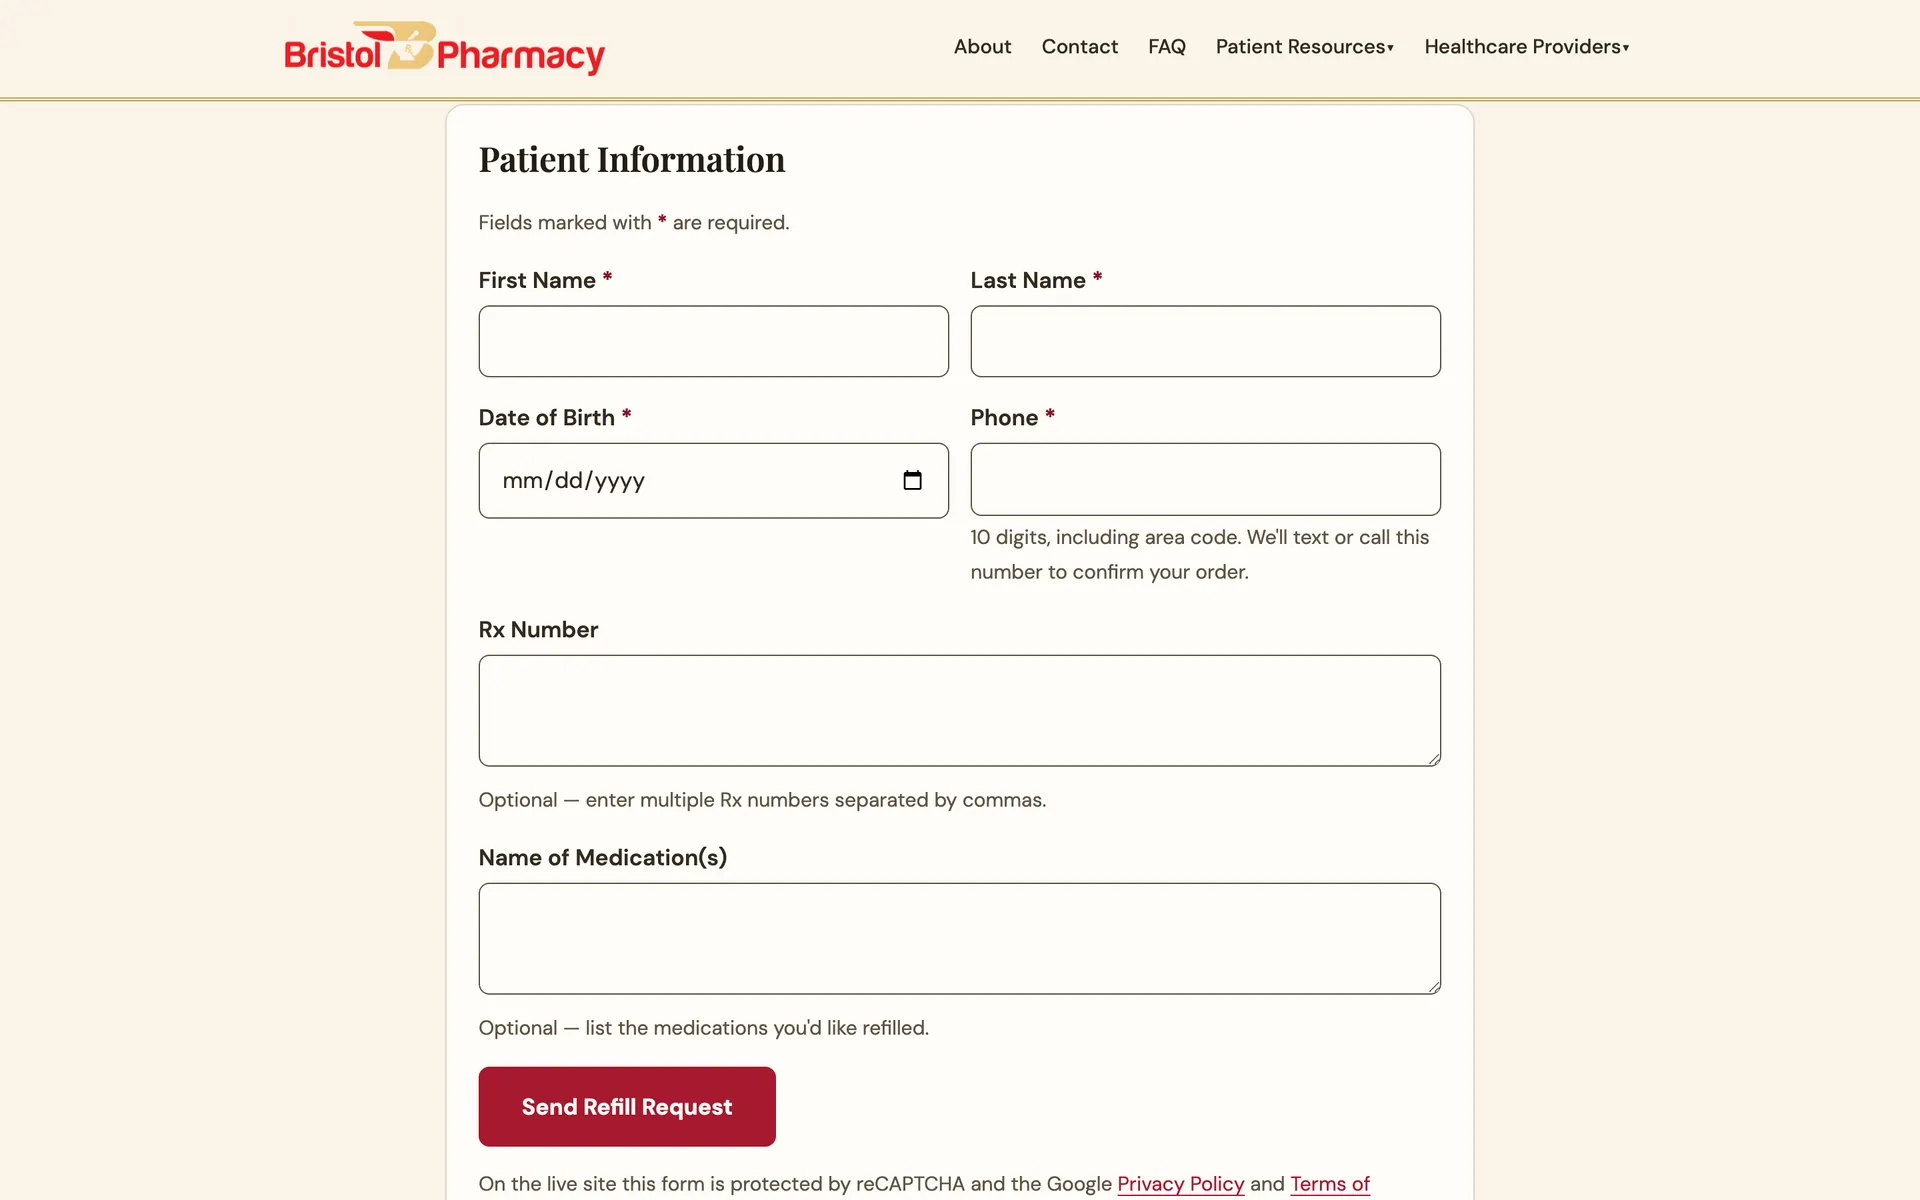 Bristol Pharmacy
About Contact FAQ Patient Resources▾ Healthcare Providers▾
Patient Information
Fields marked with * are required.
First Name *
Last Name *
Date of Birth *
Phone *
mm/dd/yyyy
10 digits, including area code. We'll text or call this
number to confirm your order.
Rx Number
Optional — enter multiple Rx numbers separated by commas.
Name of Medication(s)
Optional — list the medications you'd like refilled.
Send Refill Request
On the live site this form is protected by reCAPTCHA and the Google Privacy Policy and Terms of